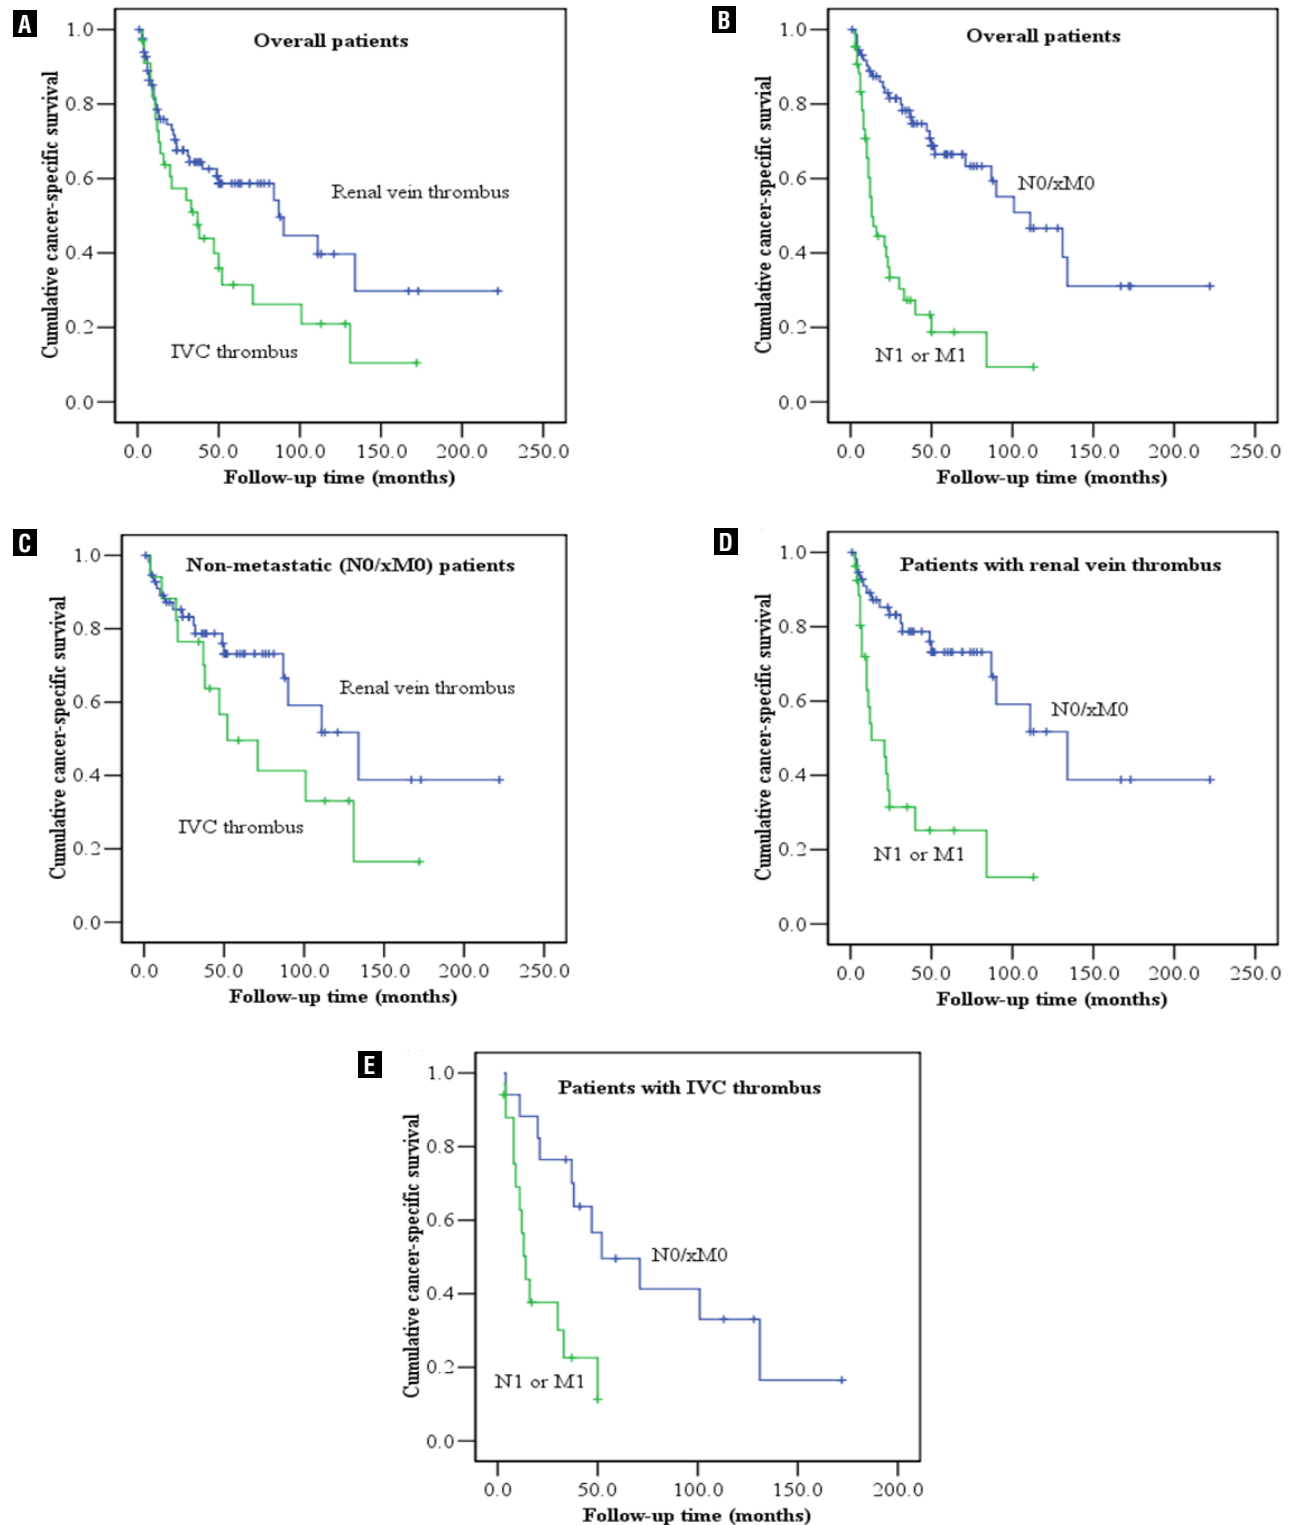 A
Overall patients
Cumulative cancer-specific survival
1.0
0.8
0.6
0.4
0.2
0.0
Renal vein thrombus
IVC thrombus
0.0 50.0 100.0 150.0 200.0 250.0
Follow-up time (months)
B
Overall patients
Cumulative cancer-specific survial
1.0
0.8
0.6
0.4
0.2
0.0
N0/xM0
N1 or M1
0.0 50.0 100.0 150.0 200.0 250.0
Follow-up time (months)
C
Non-metastatic (N0/xM0) patients
Cumulative cancer-specific survival
1.0
0.8
0.6
0.4
0.2
0.0
Renal vein thrombus
IVC thrombus
0.0 50.0 100.0 150.0 200.0 250.0
Follow-up time (months)
D
Patients with renal vein thrombus
Cumulative cancer-specific survival
1.0
0.8
0.6
0.4
0.2
0.0
N0/xM0
N1 or M1
0.0 50.0 100.0 150.0 200.0 250.0
Follow-up time (months)
E
Patients with IVC thrombus
Cumulative cancer-specific survival
1.0
0.8
0.6
0.4
0.2
0.0
N0/xM0
N1 or M1
0.0 50.0 100.0 150.0 200.0
Follow-up time (months)